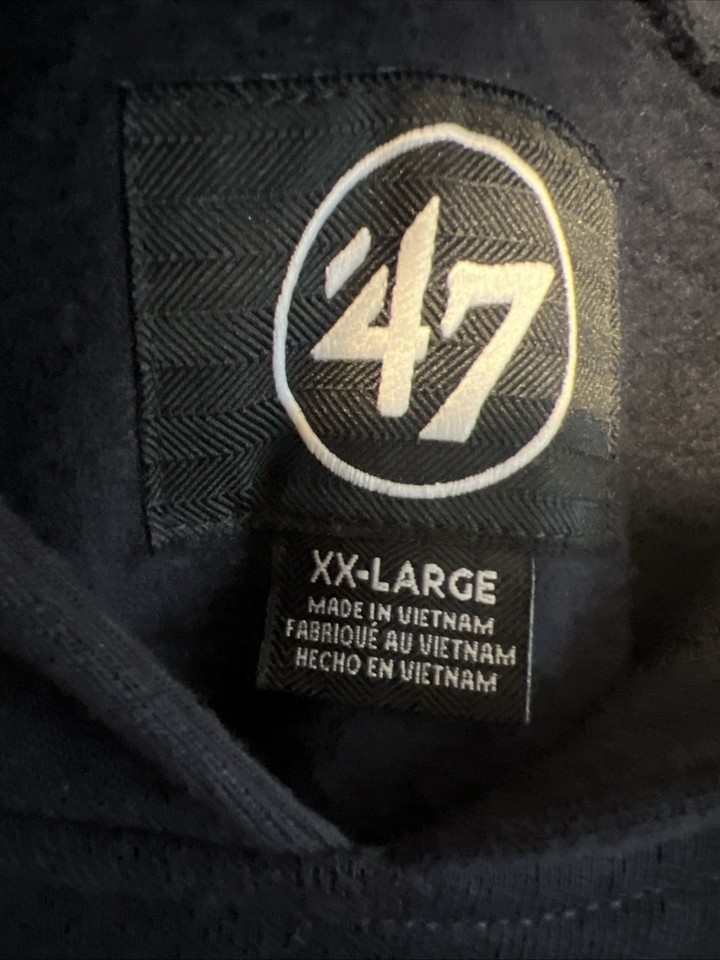 '47
XX-LARGE
MADE IN VIETNAM
FABRIQUÉ AU VIETNAM
HECHO EN VIETNAM